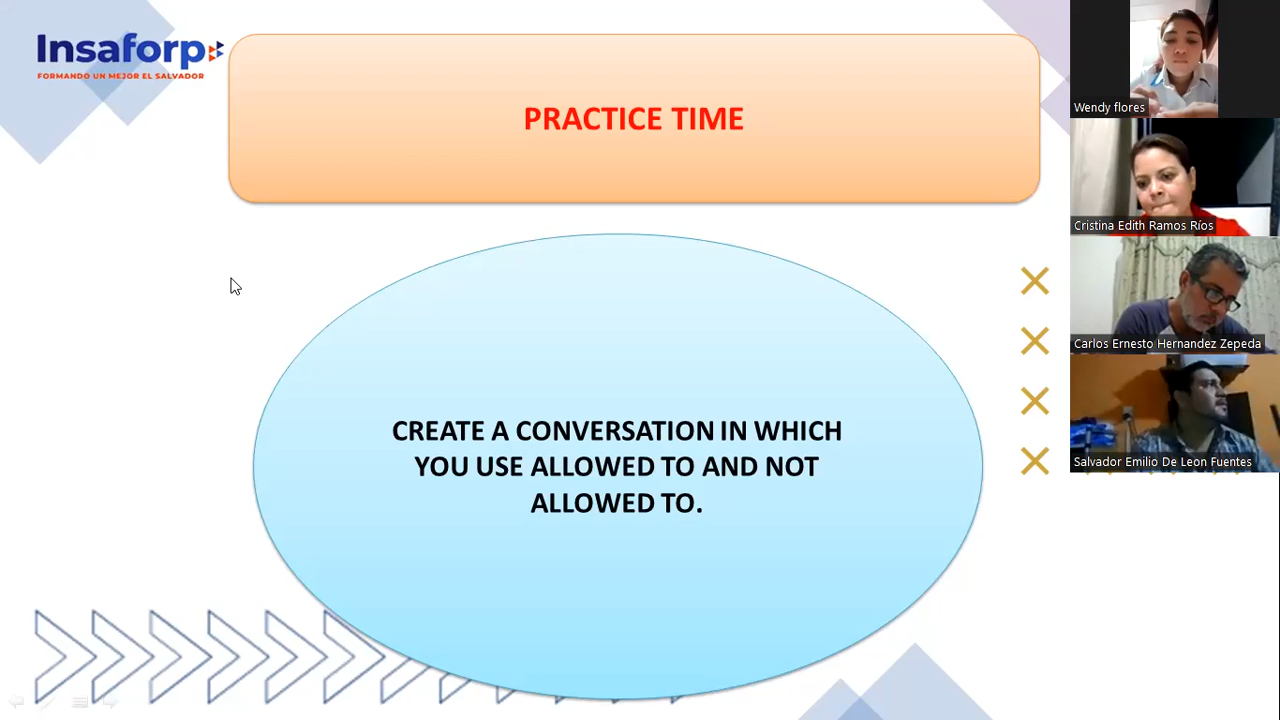 Insaforp
FORMANDO UN MEJOR EL SALVADOR
PRACTICE TIME
CREATE A CONVERSATION IN WHICH
YOU USE ALLOWED TO AND NOT
ALLOWED TO.
Wendy flores
Cristina Edith Ramos Ríos
Carlos Ernesto Hernandez Zepeda
Salvador Emilio De Leon Fuentes